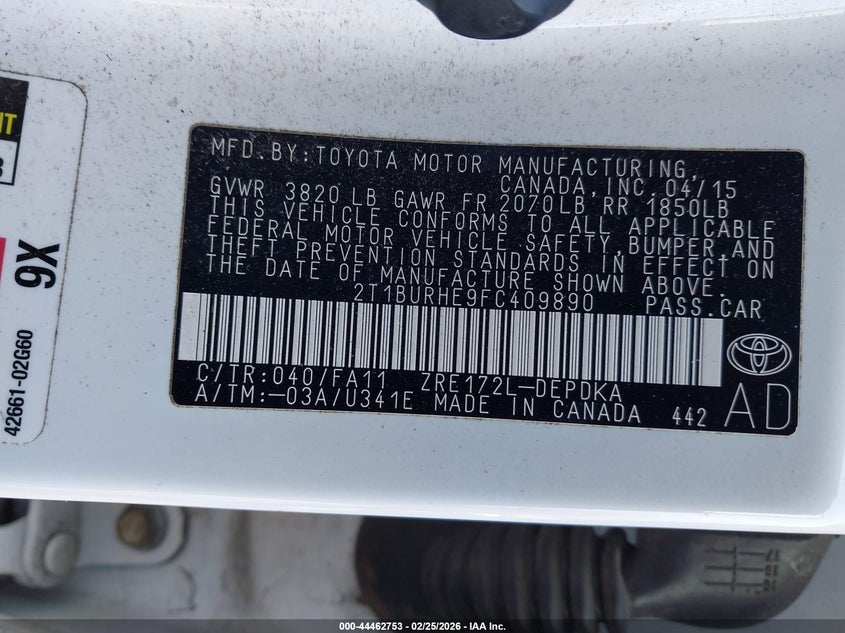 MFD.BY:TOYOTA MOTOR MANUFACTURING,
CANADA,INC.04/15
GVWR 3820 LB GAWR FR 2070LB,RR 1850LB
THIS VEHICLE CONFORMS TO ALL APPLICABLE
FEDERAL MOTOR VEHICLE SAFETY,BUMPER,AND
THEFT PREVENTION STANDARDS IN EFFECT ON
THE DATE OF MANUFACTURE SHOWN ABOVE.
2T1BURHE9FC409890 PASS.CAR
C/TR:040/FA11 ZRE172L-DEPDKA
A/TM:-03A/U341E MADE IN CANADA 442
AD
9X
42661-02G60
000-44462753 - 02/25/2026 - IAA Inc.